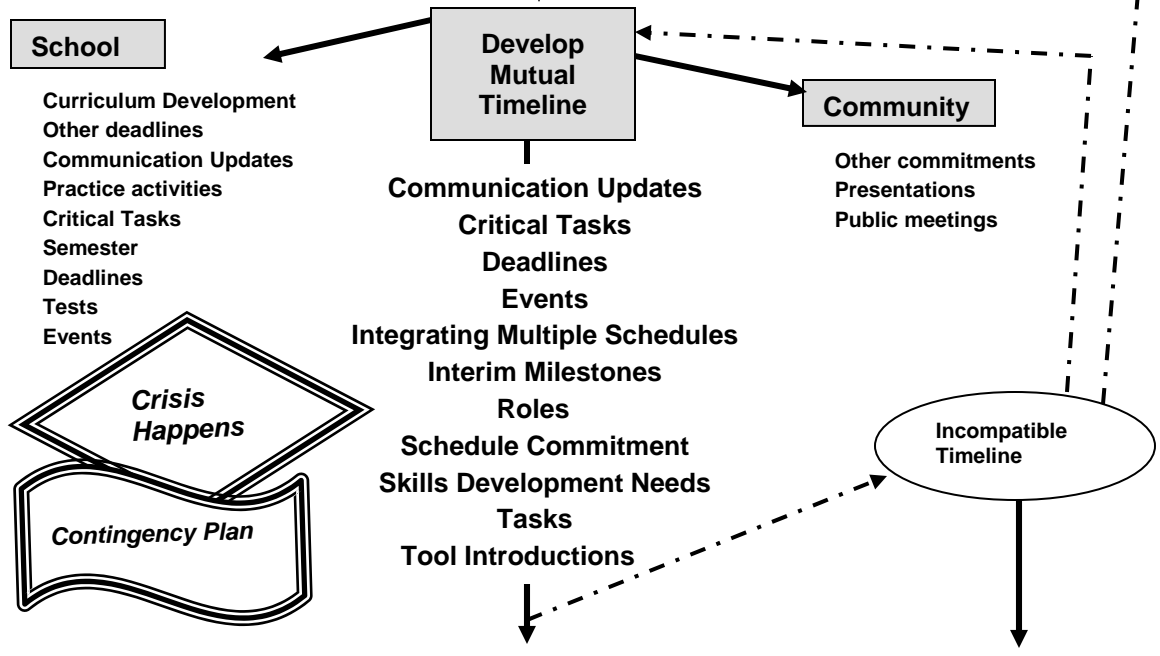 School
Curriculum Development
Other deadlines
Communication Updates
Practice activities
Critical Tasks
Semester
Deadlines
Tests
Events
Crisis
Happens
Contingency Plan
Develop
Mutual
Timeline
Communication Updates
Critical Tasks
Deadlines
Events
Integrating Multiple Schedules
Interim Milestones
Roles
Schedule Commitment
Skills Development Needs
Tasks
Tool Introductions
Community
Other commitments
Presentations
Public meetings
Incompatible
Timeline